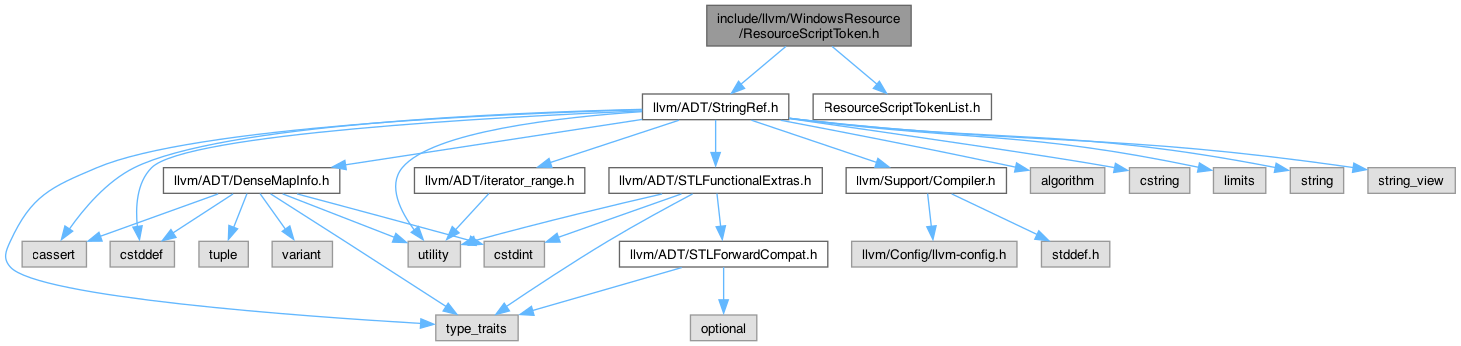 include/llvm/WindowsResource
/ResourceScriptToken.h
llvm/ADT/StringRef.h
ResourceScriptTokenList.h
llvm/ADT/DenseMapInfo.h
llvm/ADT/iterator_range.h
llvm/ADT/STLFunctionalExtras.h
llvm/Support/Compiler.h
algorithm
cstring
limits
string
string_view
cassert
cstddef
tuple
variant
utility
cstdint
llvm/ADT/STLForwardCompat.h
llvm/Config/llvm-config.h
stddef.h
type_traits
optional